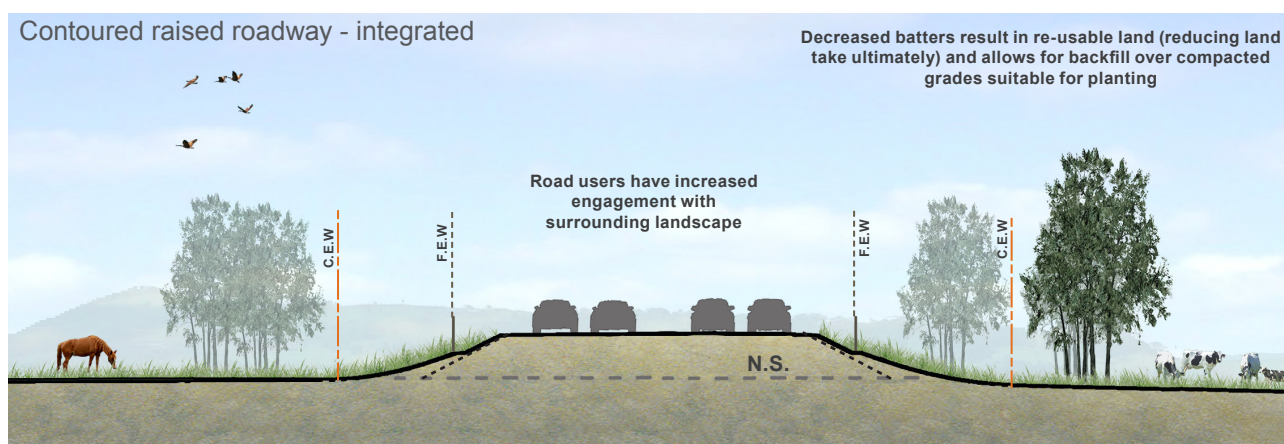 Contoured raised roadway - integrated
Decreased batters result in re-usable land (reducing land
take ultimately) and allows for backfill over compacted
grades suitable for planting
Road users have increased
engagement with
surrounding landscape
C.E.W
F.E.W
F.E.W
C.E.W
N.S.